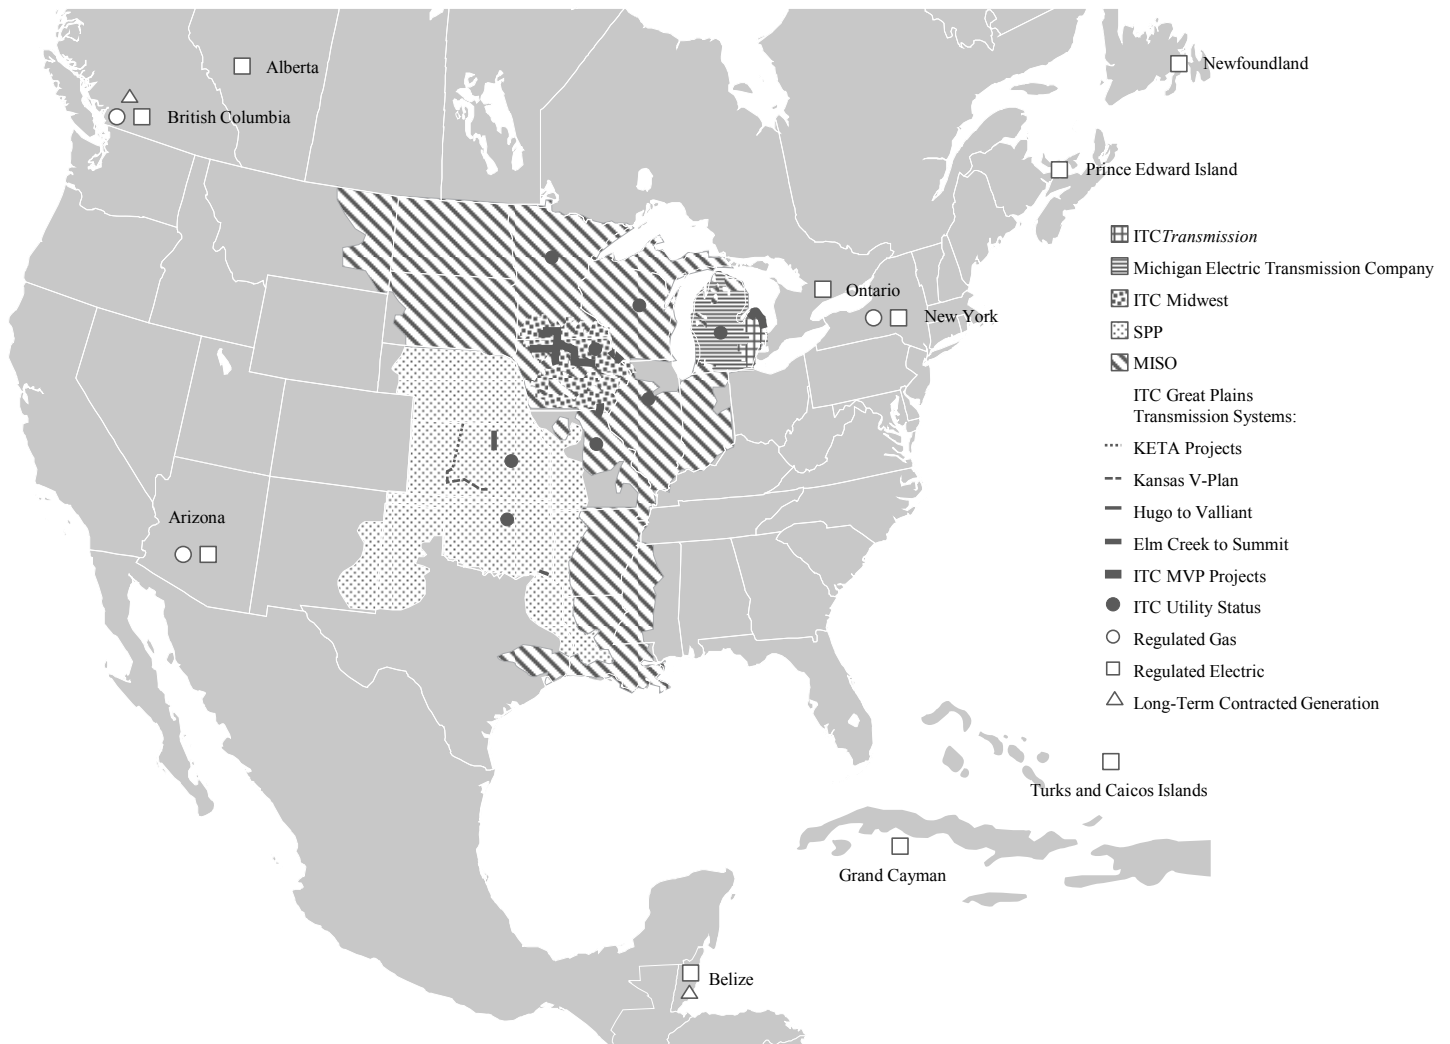 Alberta
Newfoundland
British Columbia
Prince Edward Island
ITCTransmission
Michigan Electric Transmission Company
Ontario
ITC Midwest
New York
SPP
MISO
ITC Great Plains
Transmission Systems:
KETA Projects
Kansas V-Plan
Hugo to Valliant
Arizona
Elm Creek to Summit
ITC MVP Projects
ITC Utility Status
Regulated Gas
Regulated Electric
Long-Term Contracted Generation
Turks and Caicos Islands
Grand Cayman
Belize